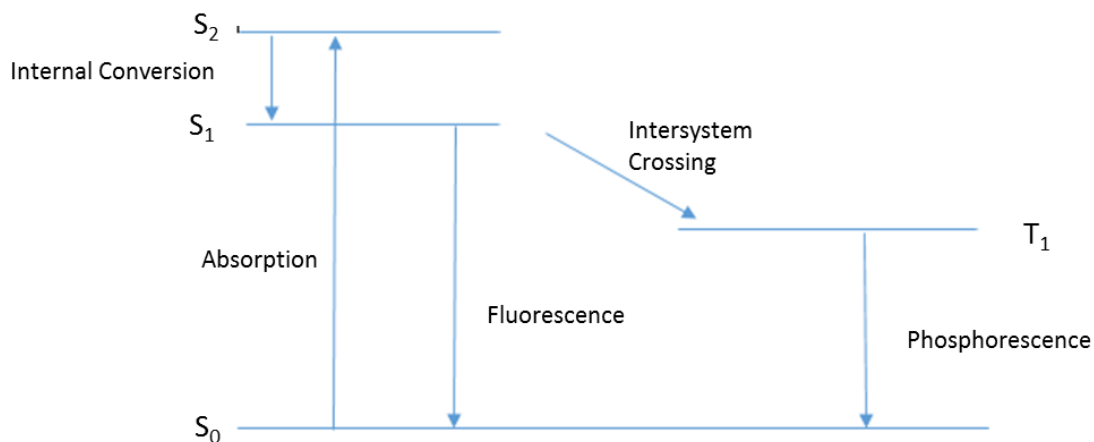 S₂
Internal Conversion
S₁
Intersystem
Crossing
T₁
Absorption
Fluorescence
Phosphorescence
S₀